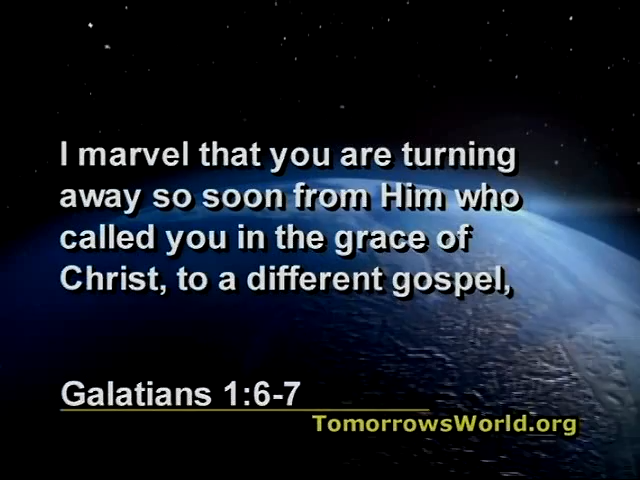 I marvel that you are turning
away so soon from Him who
called you in the grace of
Christ, to a different gospel,
Galatians 1:6-7
TomorrowsWorld.org